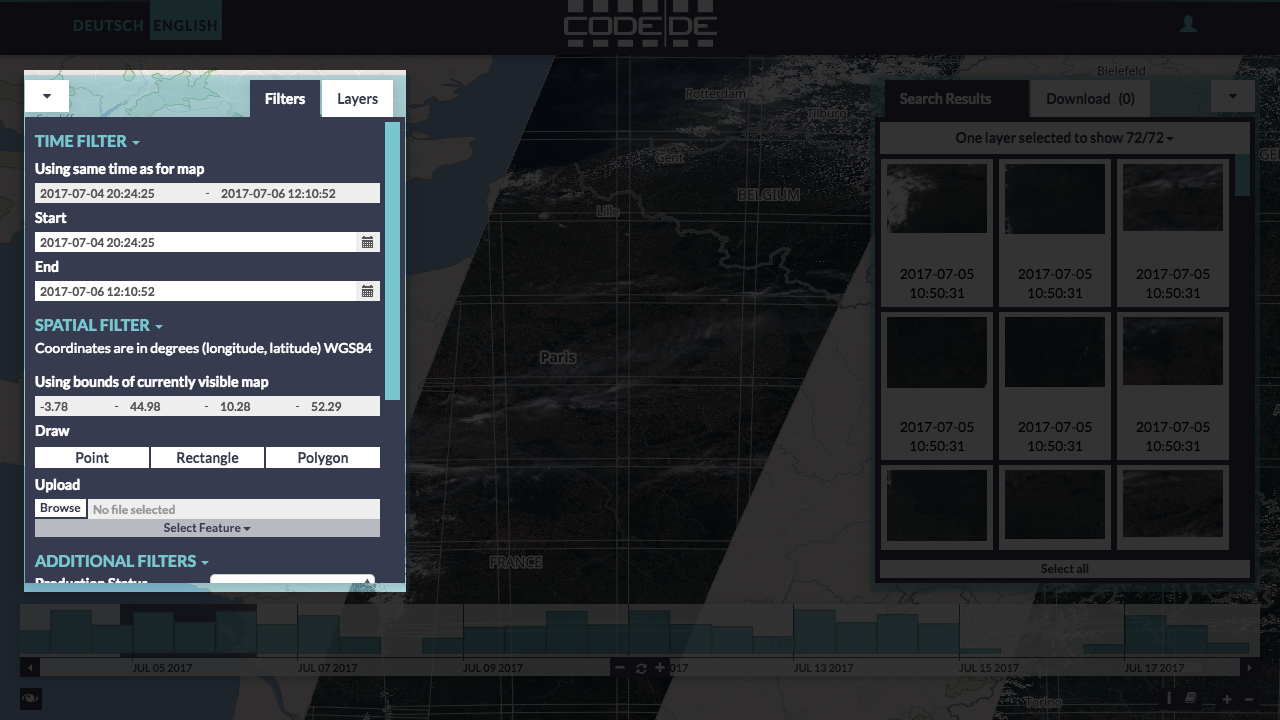 DEUTSCH ENGLISH
CODE DE
Filters Layers
TIME FILTER
Using same time as for map
2017-07-04 20:24:25 - 2017-07-06 12:10:52
Start
2017-07-04 20:24:25
End
2017-07-06 12:10:52
SPATIAL FILTER
Coordinates are in degrees (longitude, latitude) WGS84
Using bounds of currently visible map
-3.78 - 44.98 - 10.28 - 52.29
Draw
Point Rectangle Polygon
Upload
Browse No file selected
Select Feature
ADDITIONAL FILTERS
Production Status
Cardiff
Bielefeld
Rotterdam
Tilburg
Gent
BELGIUM
Lille
Paris
FRANCE
Torino
Search Results Download (0)
One layer selected to show 72/72
2017-07-05 2017-07-05 2017-07-05
10:50:31 10:50:31 10:50:31
2017-07-05 2017-07-05 2017-07-05
10:50:31 10:50:31 10:50:31
Select all
JUL 05 2017 JUL 07 2017 JUL 09 2017 017 JUL 13 2017 JUL 15 2017 JUL 17 2017